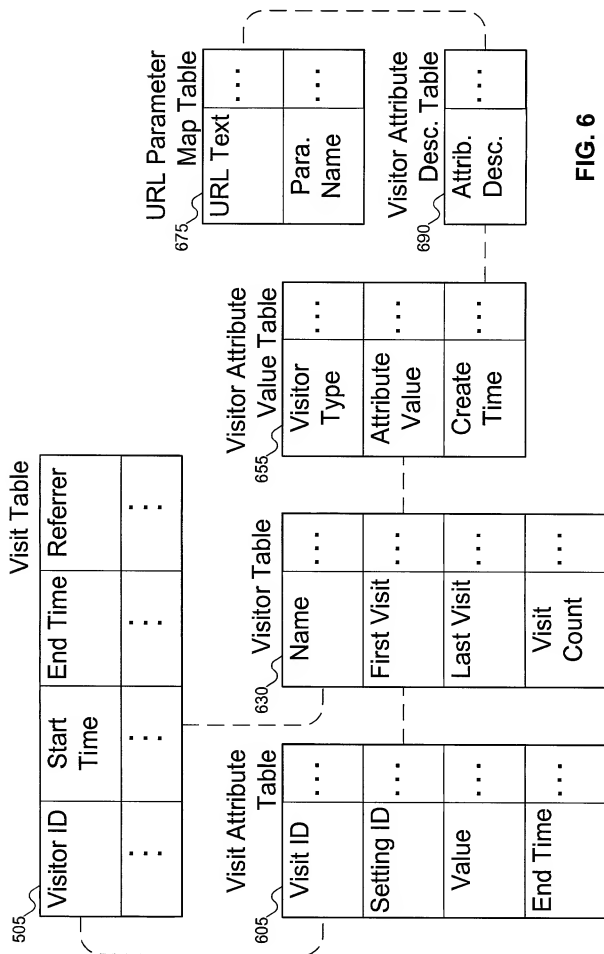 Visit Table
505
Visitor ID
Start
Time
End Time
Referrer
...
...
...
...
Visit Attribute
Table
605
Visit ID
...
Setting ID
...
Value
...
End Time
...
Visitor Table
630
Name
...
First Visit
...
Last Visit
...
Visit
Count
...
Visitor Attribute
Value Table
655
Visitor
Type
...
Attribute
Value
...
Create
Time
...
URL Parameter
Map Table
675
URL Text
...
Para.
Name
...
Visitor Attribute
Desc. Table
690
Attrib.
Desc.
...
FIG. 6